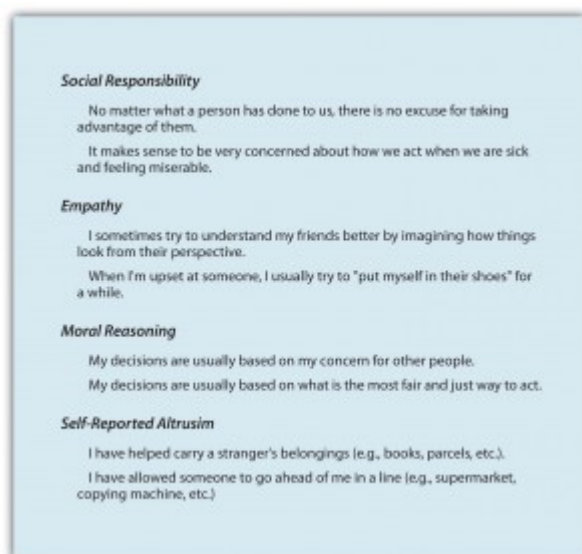 Social Responsibility
No matter what a person has done to us, there is no excuse for taking
advantage of them.
It makes sense to be very concerned about how we act when we are sick
and feeling miserable.
Empathy
I sometimes try to understand my friends better by imagining how things
look from their perspective.
When I'm upset at someone, I usually try to "put myself in their shoes" for
a while.
Moral Reasoning
My decisions are usually based on my concern for other people.
My decisions are usually based on what is the most fair and just way to act.
Self-Reported Altrusim
I have helped carry a stranger's belongings (e.g., books, parcels, etc.).
I have allowed someone to go ahead of me in a line (e.g., supermarket,
copying machine, etc.)